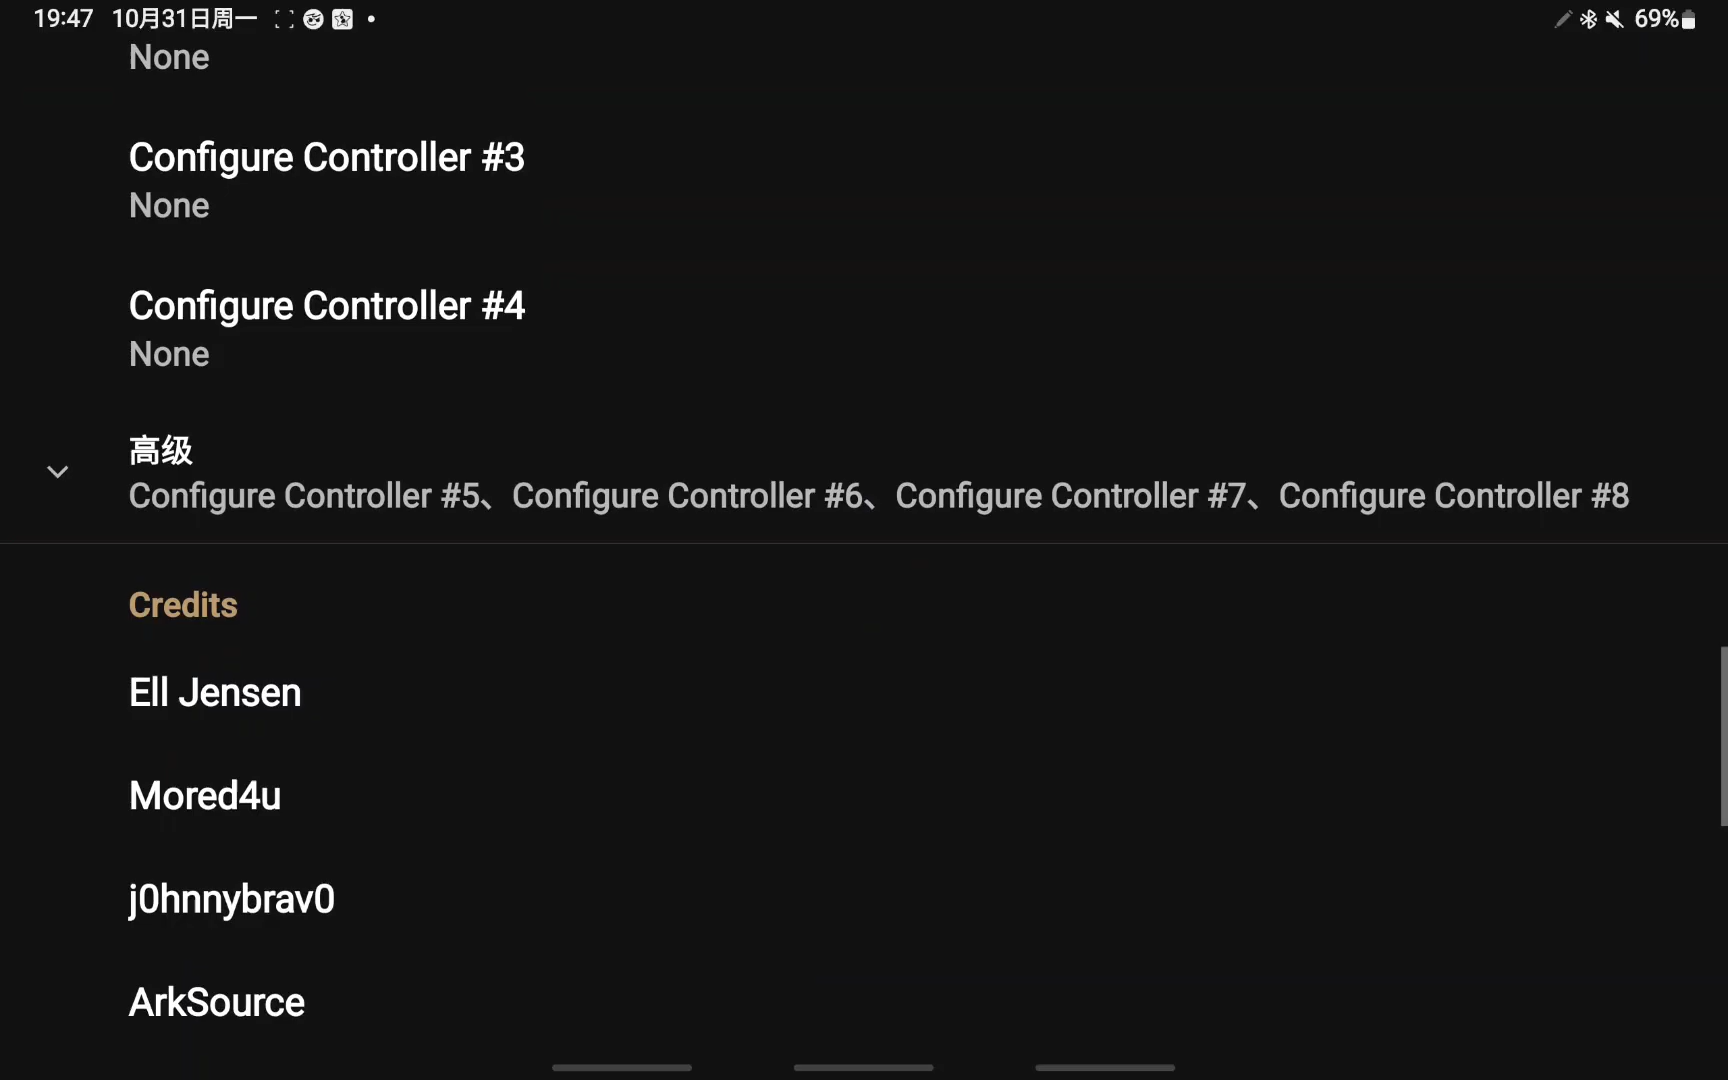 19:47 10月31日周一 69%
None
Configure Controller #3
None
Configure Controller #4
None
高级
Configure Controller #5、Configure Controller #6、Configure Controller #7、Configure Controller #8
Credits
Ell Jensen
Mored4u
j0hnnybrav0
ArkSource